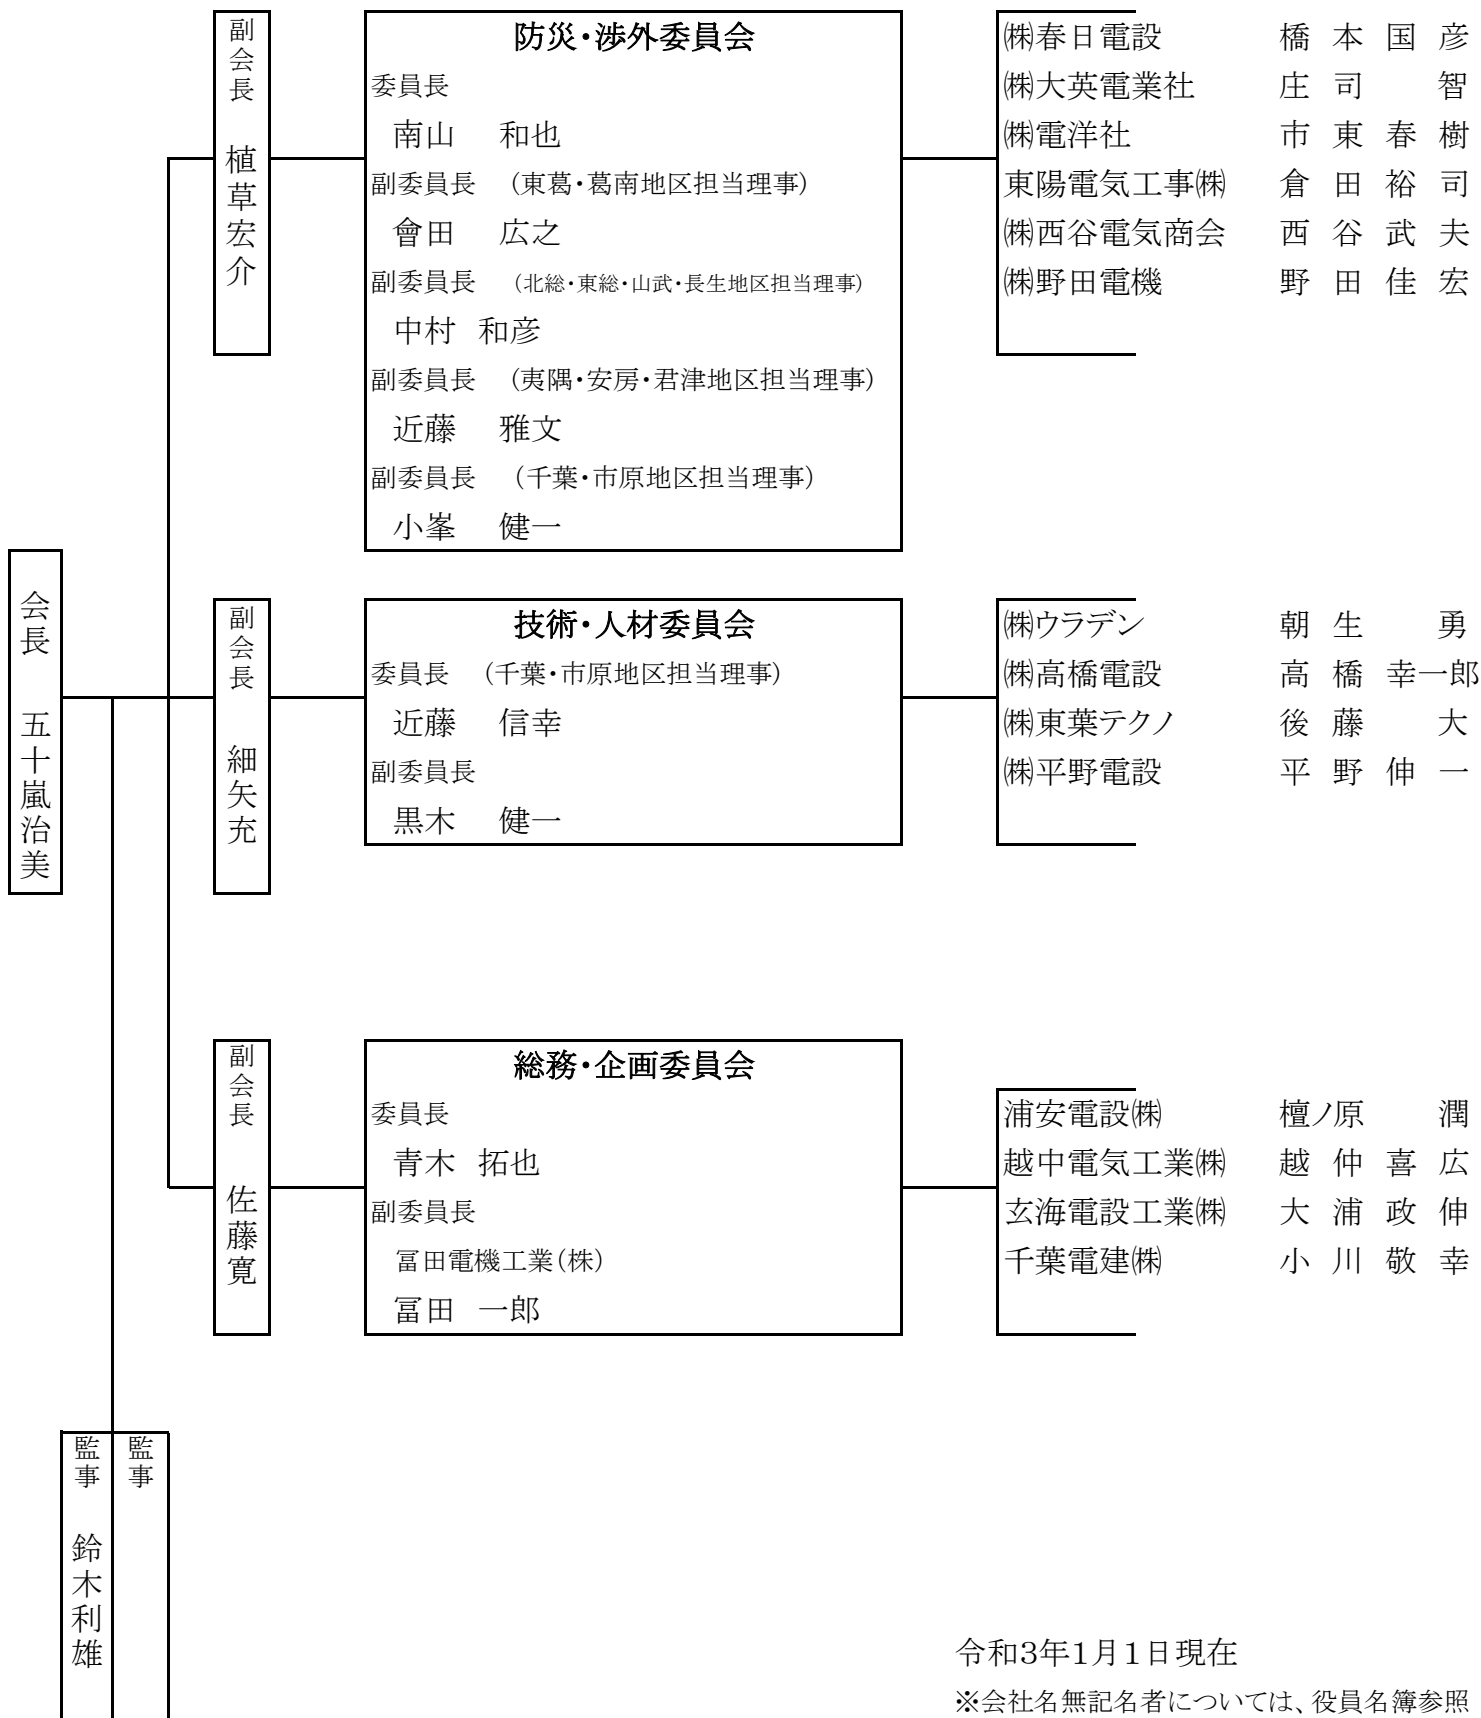 会長 五十嵐治美
副会長 植草宏介
防災・渉外委員会
委員長
南山 和也
副委員長 (東葛・葛南地区担当理事)
會田 広之
副委員長 (北総・東総・山武・長生地区担当理事)
中村 和彦
副委員長 (夷隅・安房・君津地区担当理事)
近藤 雅文
副委員長 (千葉・市原地区担当理事)
小峯 健一
㈱春日電設 橋本国彦
㈱大英電業社 庄司 智
㈱電洋社 市東春樹
東陽電気工事㈱ 倉田裕司
㈱西谷電気商会 西谷武夫
㈱野田電機 野田佳宏
副会長 細矢充
技術・人材委員会
委員長 (千葉・市原地区担当理事)
近藤 信幸
副委員長
黒木 健一
㈱ウラデン 朝生 勇
㈱高橋電設 高橋幸一郎
㈱東葉テクノ 後藤 大
㈱平野電設 平野伸一
副会長 佐藤寛
総務・企画委員会
委員長
青木 拓也
副委員長
冨田電機工業(株)
冨田 一郎
浦安電設㈱ 檀ノ原 潤
越中電気工業㈱ 越仲喜広
玄海電設工業㈱ 大浦政伸
千葉電建㈱ 小川敬幸
監事 鈴木利雄
監事
令和3年1月1日現在
※会社名無記名者については、役員名簿参照